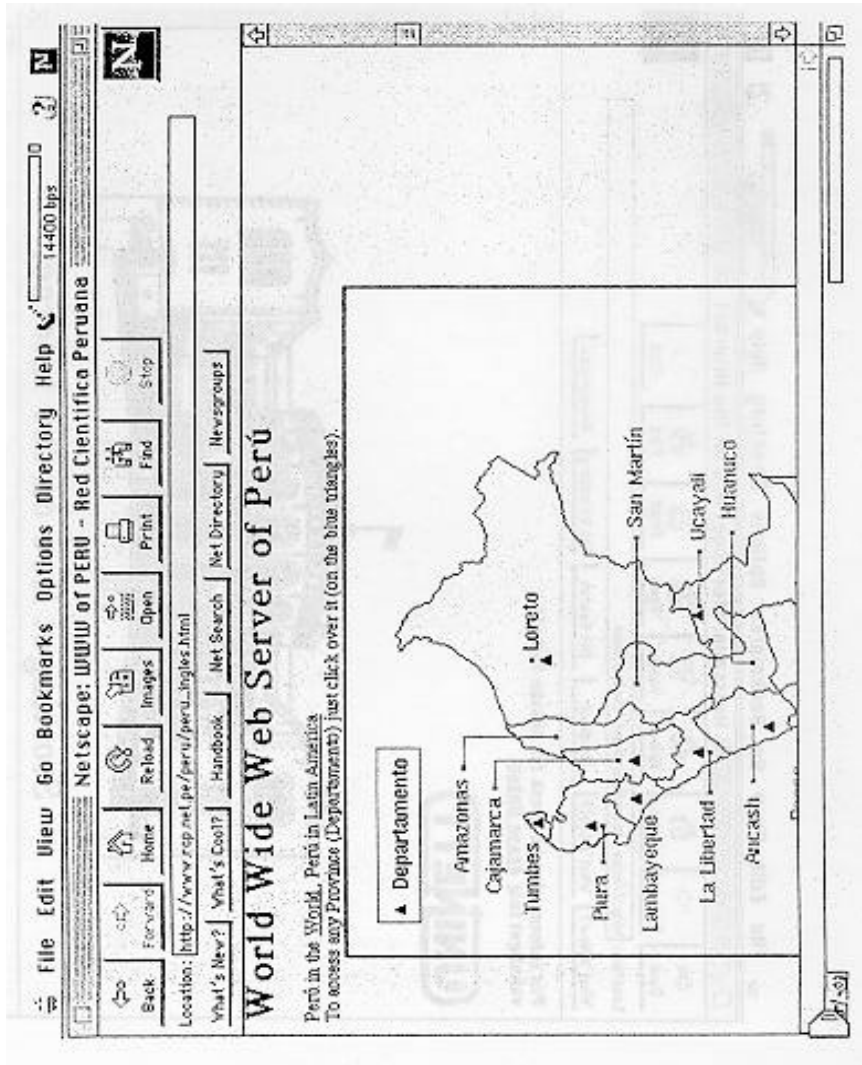 File Edit View Go Bookmarks Options Directory Help 14400 bps N
Netscape: WWW of PERU - Red Científica Peruana
Back Forward Home Reload Images Open Print Find Stop N
Location: http://www.rcp.net.pe/peru/peru_ingles.html
What's New? What's Cool? Handbook Net Search Net Directory Newsgroups
World Wide Web Server of Perú
Perú in the World, Perú in Latin America
To access any Province (Departamento) just click over it (on the blue triangles).
Departamento
Amazonas
Loreto
Cajamarca
Tumbes
Piura
San Martín
Lambayeque
Ucayali
La Libertad
Huanuco
Ancash